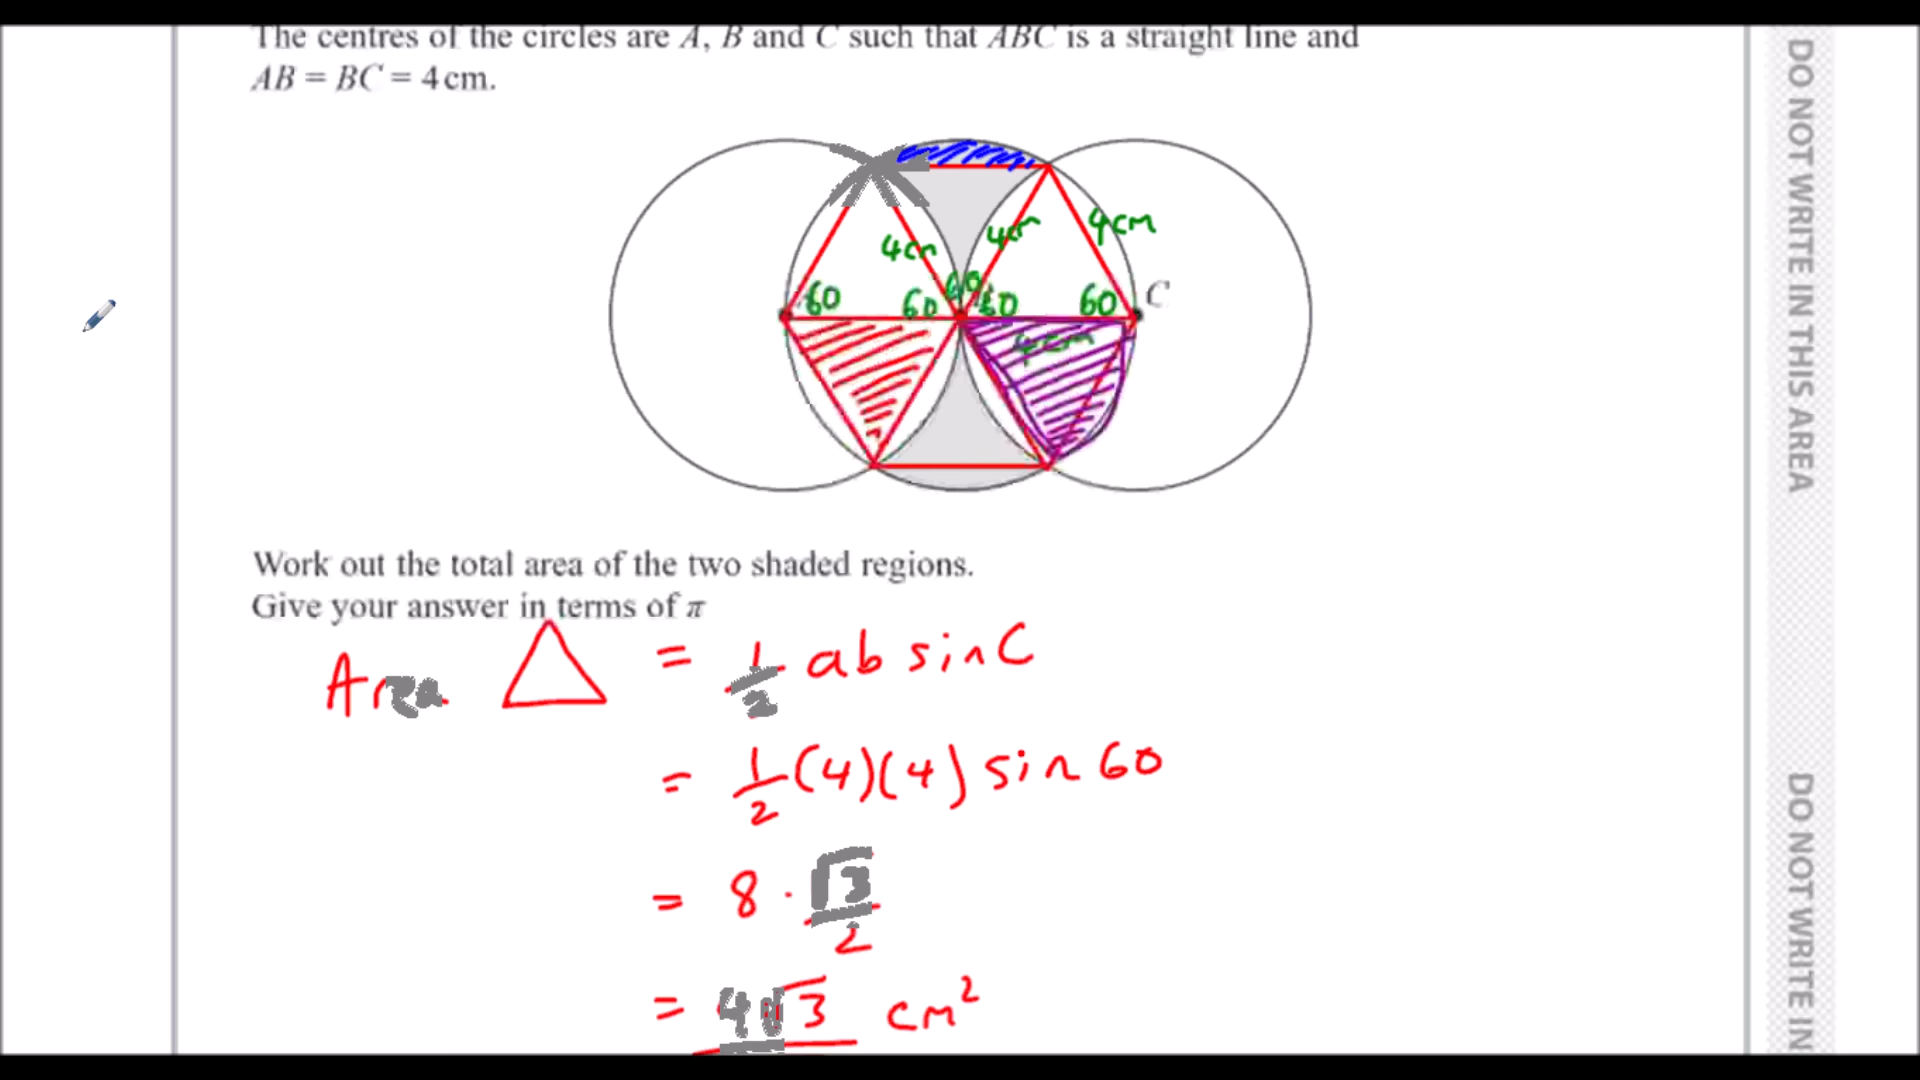 The centres of the circles are A, B and C such that ABC is a straight line and
AB = BC = 4 cm.
4cm
4cm
4cm
60
60
60
60
60
C
4cm
Work out the total area of the two shaded regions.
Give your answer in terms of π
Area △ = 1/2 ab sin C
= 1/2 (4)(4) sin 60
= 8 · √3/2
= 4√3 cm²
DO NOT WRITE IN THIS AREA
DO NOT WRITE IN